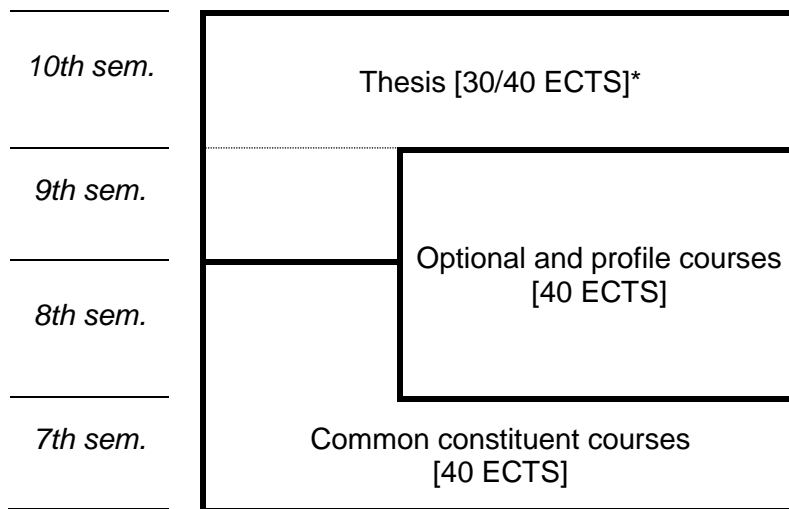 10th sem.
Thesis [30/40 ECTS]*
9th sem.
Optional and profile courses
[40 ECTS]
8th sem.
7th sem.
Common constituent courses
[40 ECTS]